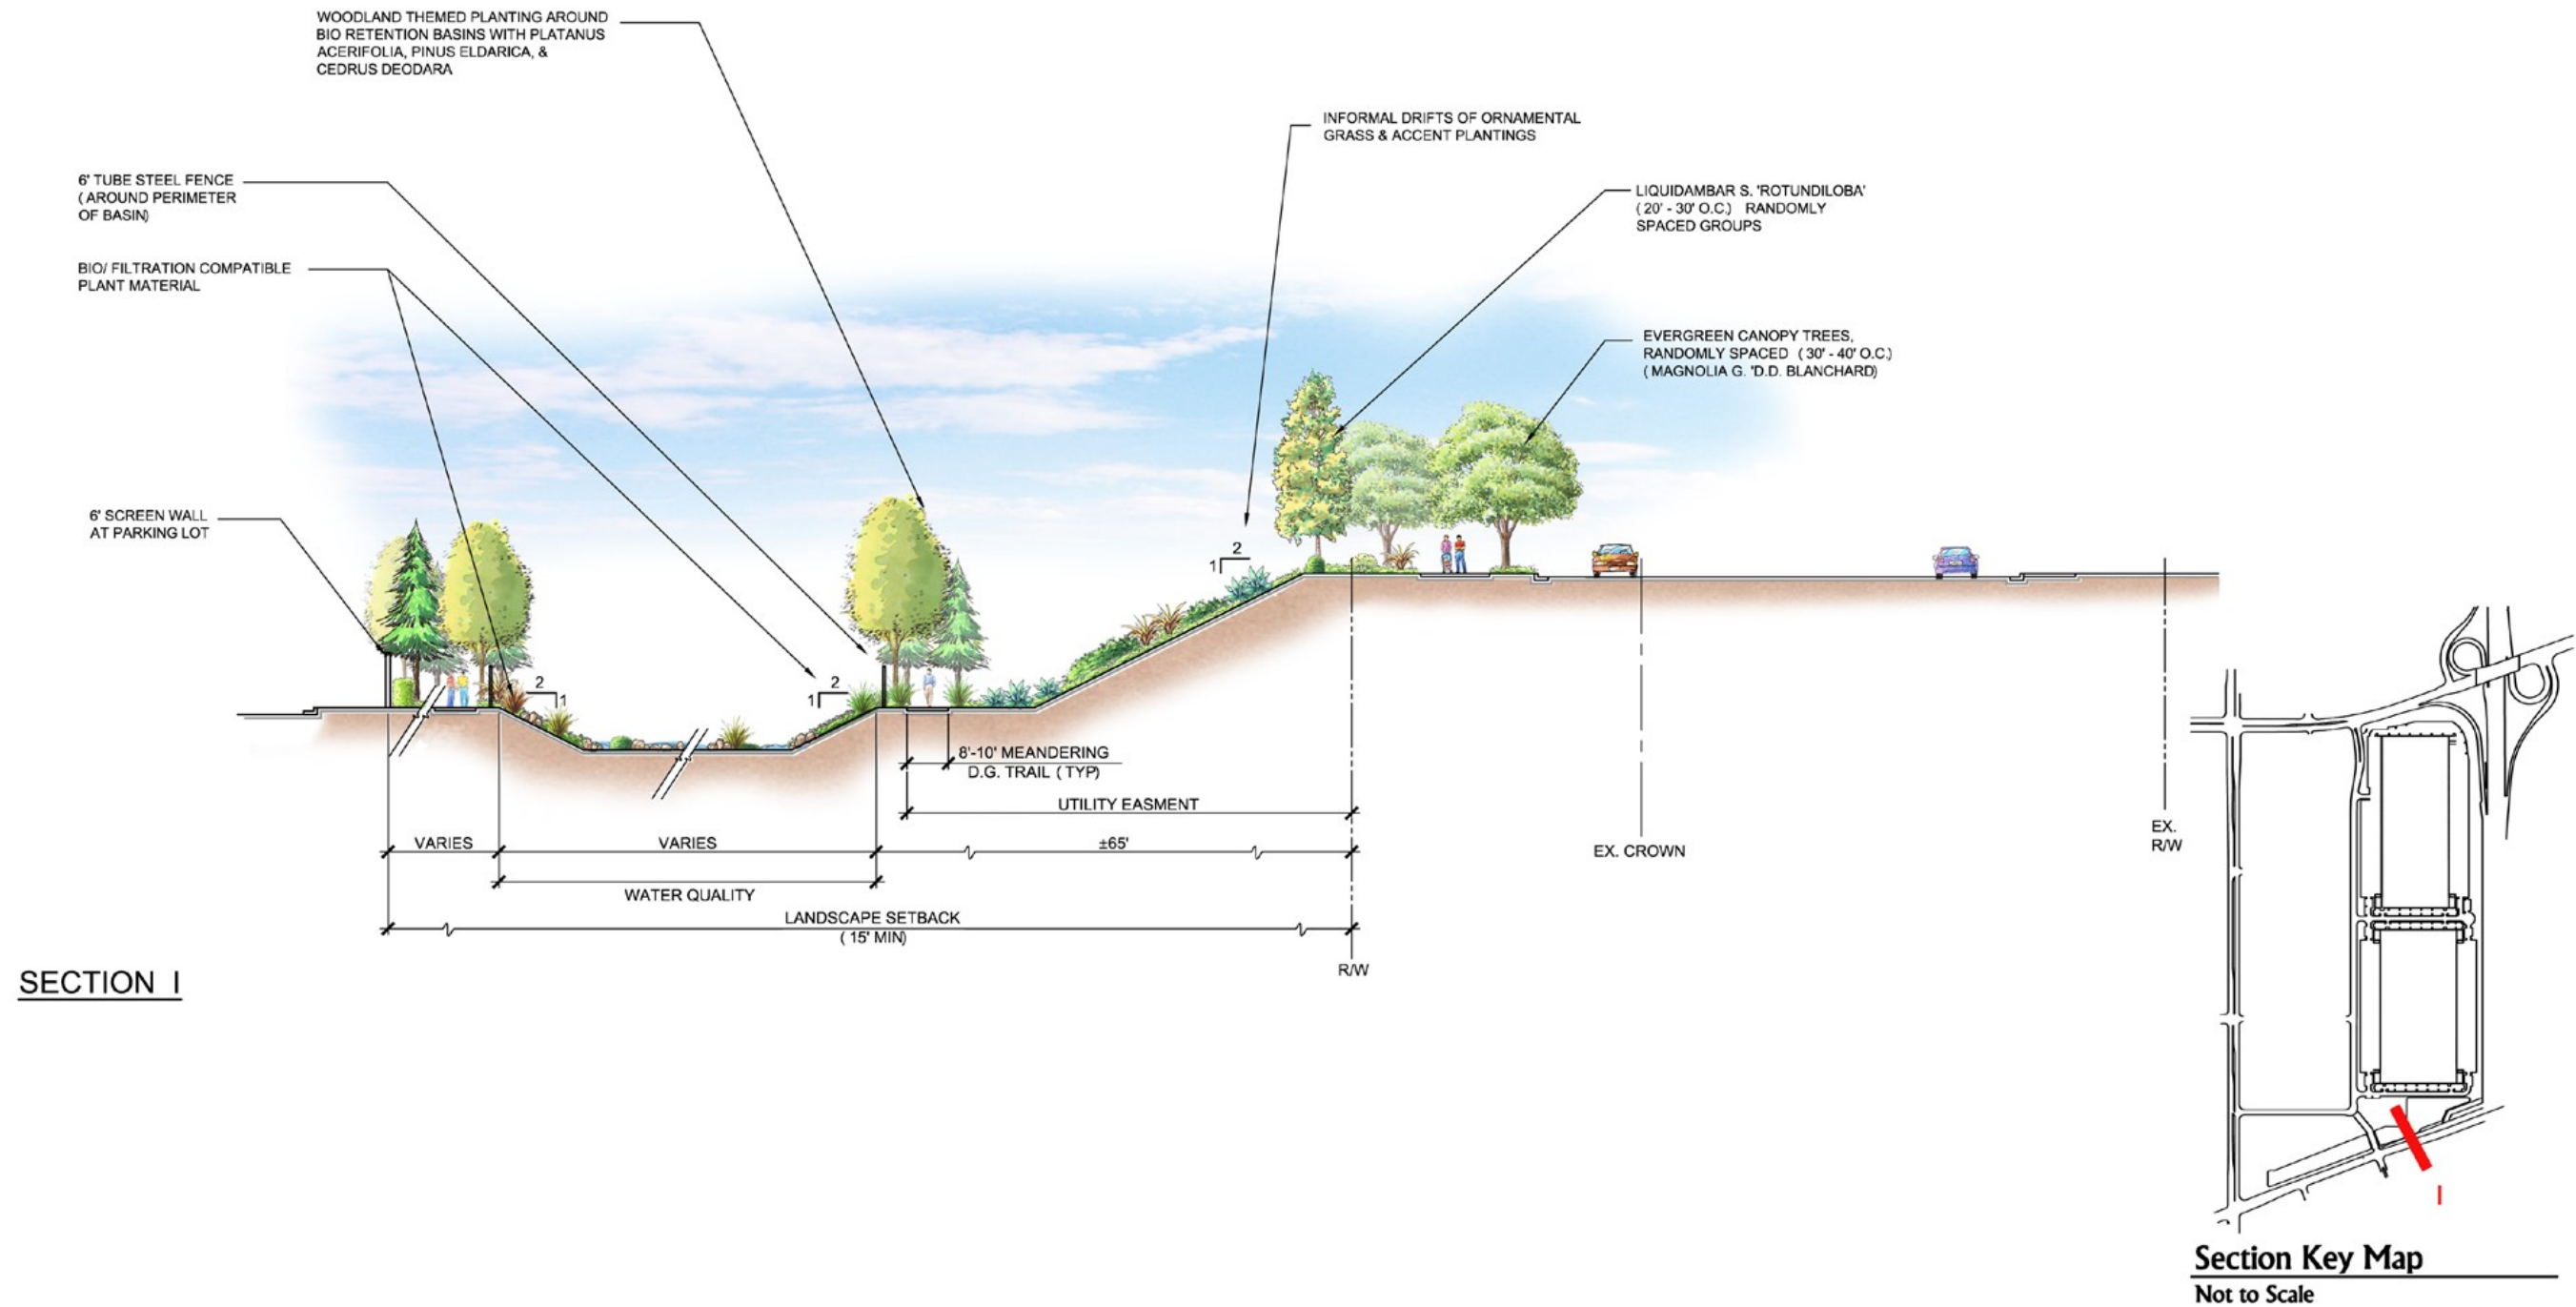 WOODLAND THEMED PLANTING AROUND
BIO RETENTION BASINS WITH PLATANUS
ACERIFOLIA, PINUS ELDARICA, &
CEDRUS DEODARA
INFORMAL DRIFTS OF ORNAMENTAL
GRASS & ACCENT PLANTINGS
6' TUBE STEEL FENCE
( AROUND PERIMETER
OF BASIN)
LIQUIDAMBAR S. 'ROTUNDILOBA'
( 20' - 30' O.C.) RANDOMLY
SPACED GROUPS
BIO/ FILTRATION COMPATIBLE
PLANT MATERIAL
EVERGREEN CANOPY TREES,
RANDOMLY SPACED ( 30' - 40' O.C.)
( MAGNOLIA G. 'D.D. BLANCHARD)
6' SCREEN WALL
AT PARKING LOT
2
1
2
1
2
1
8'-10' MEANDERING
D.G. TRAIL ( TYP)
UTILITY EASMENT
VARIES
VARIES
±65'
EX. CROWN
EX.
R/W
WATER QUALITY
LANDSCAPE SETBACK
( 15' MIN)
R/W
SECTION I
I
Section Key Map
Not to Scale